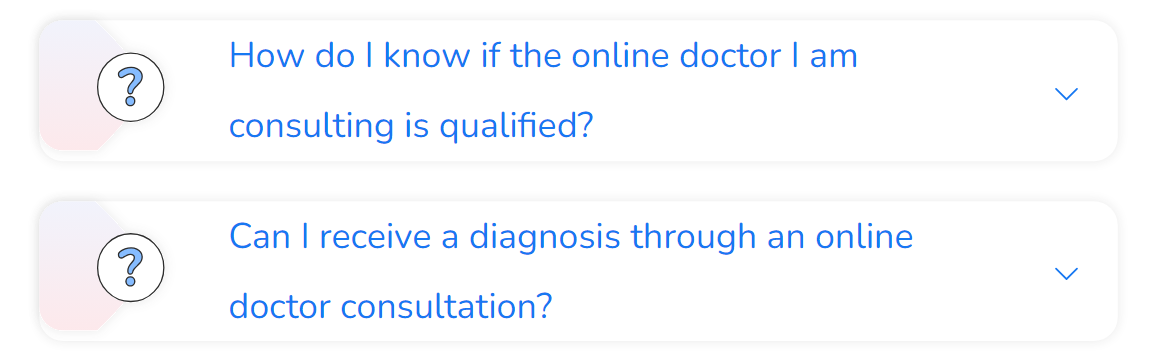 How do I know if the online doctor I am
consulting is qualified?
Can I receive a diagnosis through an online
doctor consultation?